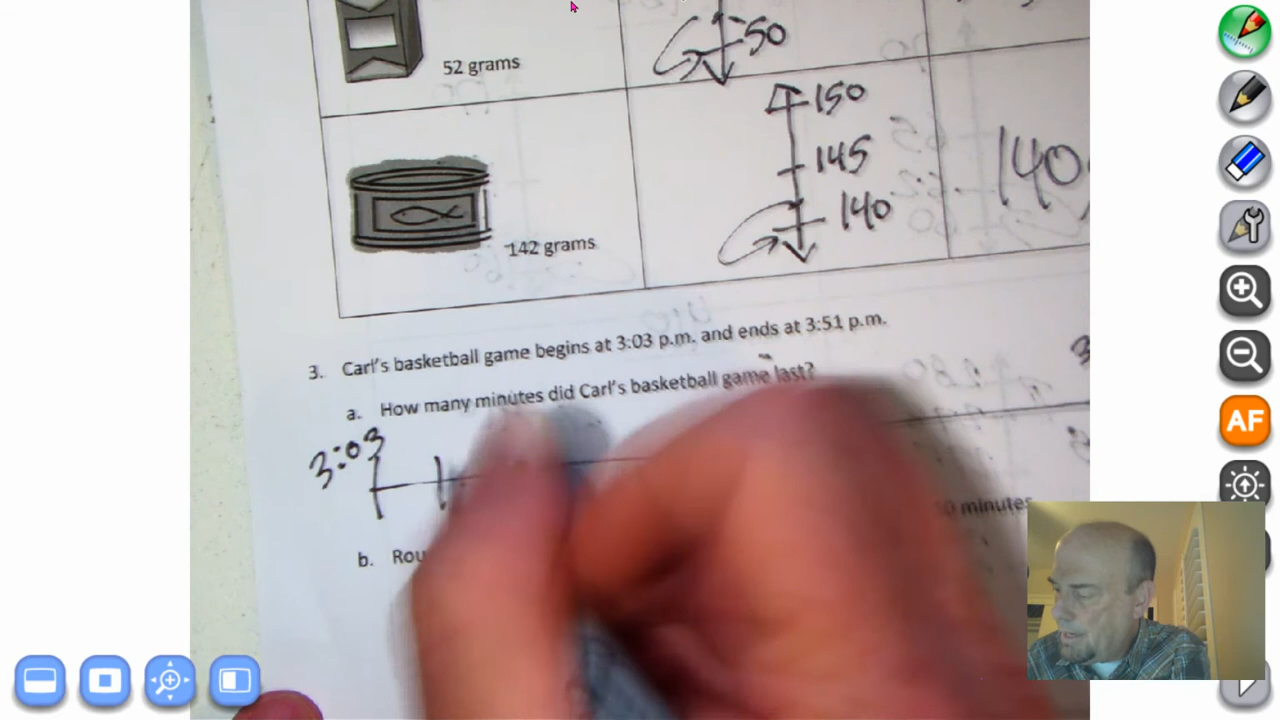 50
52 grams
150
145
140
140
142 grams
3. Carl's basketball game begins at 3:03 p.m. and ends at 3:51 p.m.
a. How many minutes did Carl's basketball game last?
3:03
minutes
b.
AF